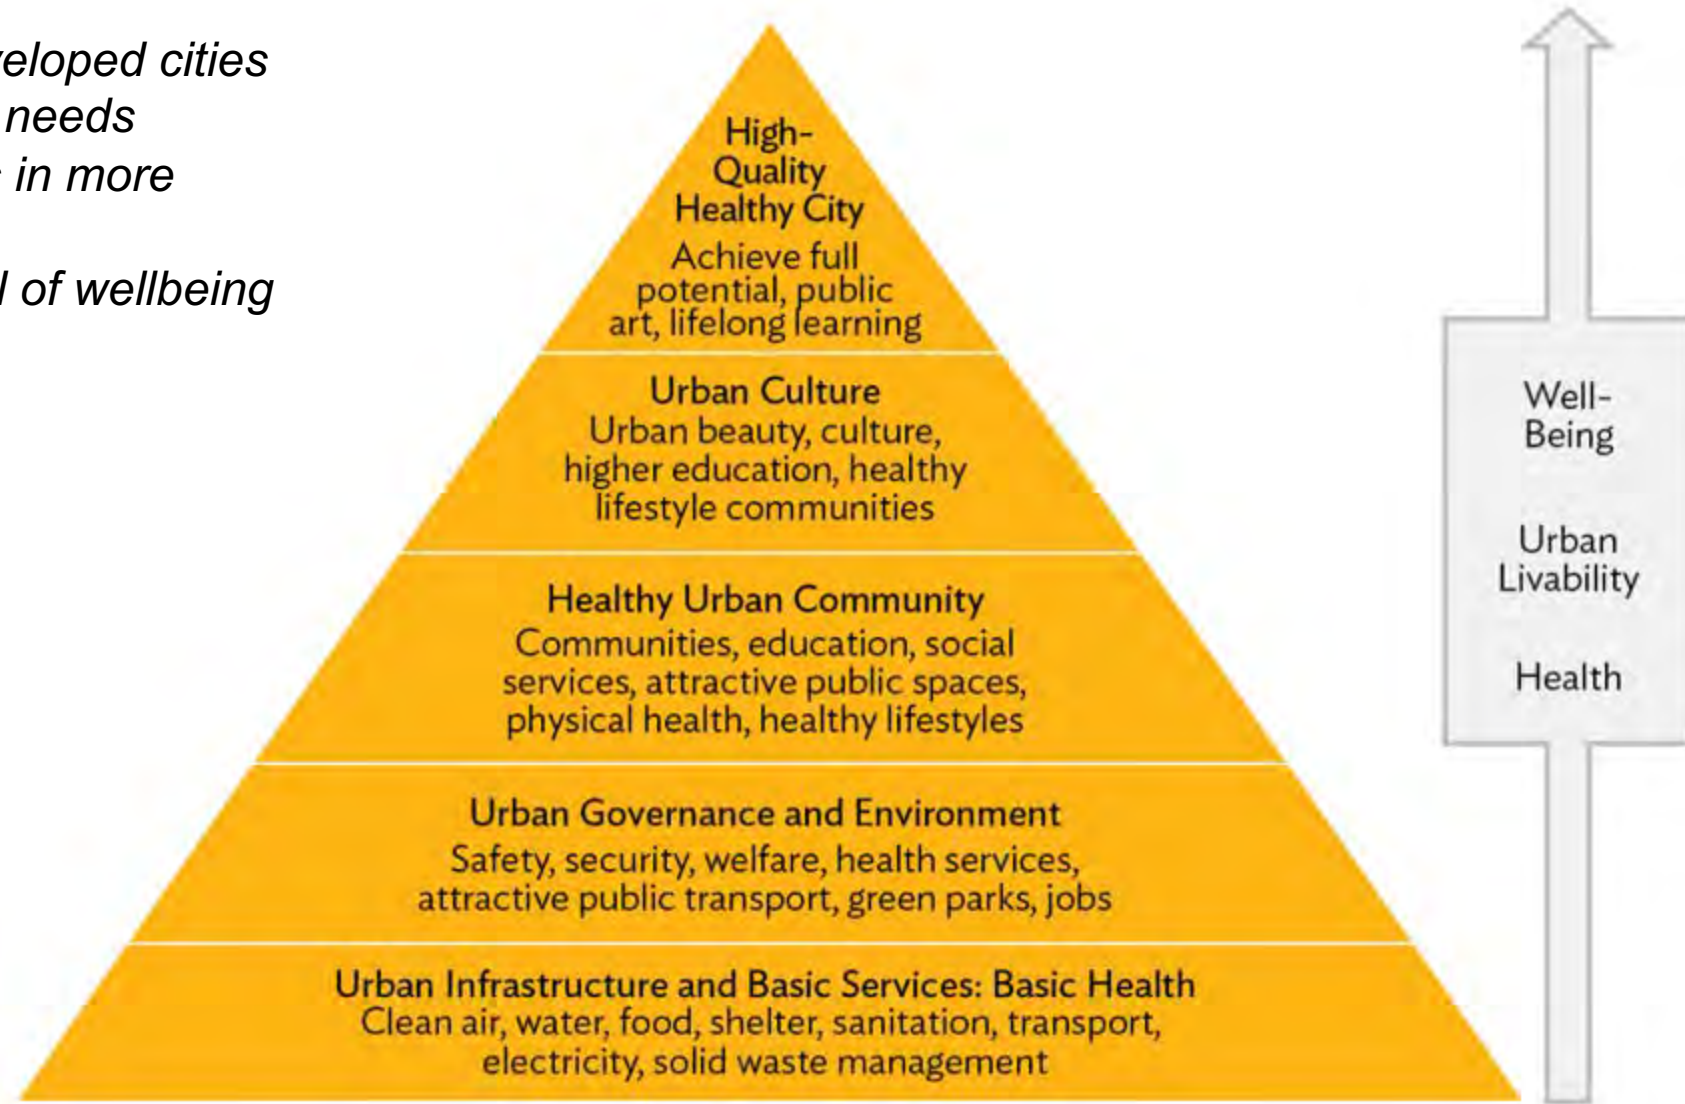 veloped cities
needs
in more
of wellbeing
High-
Quality
Healthy City
Achieve full
potential, public
art, lifelong learning
Urban Culture
Urban beauty, culture,
higher education, healthy
lifestyle communities
Healthy Urban Community
Communities, education, social
services, attractive public spaces,
physical health, healthy lifestyles
Urban Governance and Environment
Safety, security, welfare, health services,
attractive public transport, green parks, jobs
Urban Infrastructure and Basic Services: Basic Health
Clean air, water, food, shelter, sanitation, transport,
electricity, solid waste management
Well-
Being
Urban
Livability
Health